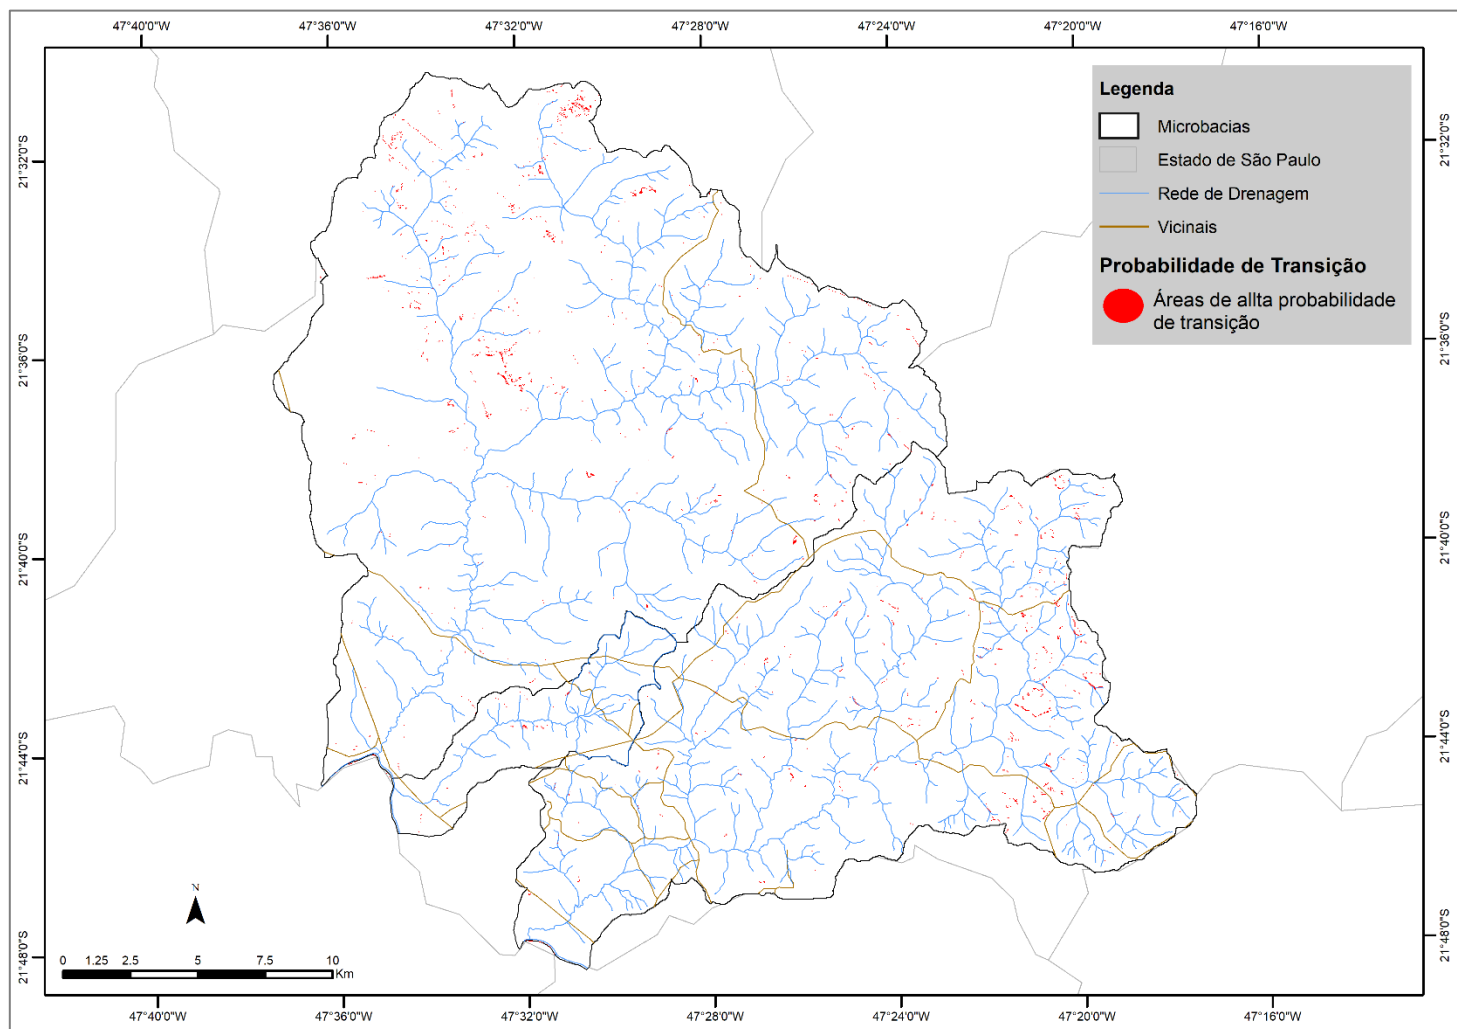 47°40'0"W 47°36'0"W 47°32'0"W 47°28'0"W 47°24'0"W 47°20'0"W 47°16'0"W
Legenda
Microbacias
Estado de São Paulo
Rede de Drenagem
Vicinais
Probabilidade de Transição
Áreas de allta probabilidade
de transição
21°32'0"S
21°32'0"S
21°36'0"S
21°36'0"S
21°40'0"S
21°40'0"S
21°44'0"S
21°44'0"S
21°48'0"S
21°48'0"S
N
0 1.25 2.5 5 7.5 10
Km
47°40'0"W 47°36'0"W 47°32'0"W 47°28'0"W 47°24'0"W 47°20'0"W 47°16'0"W